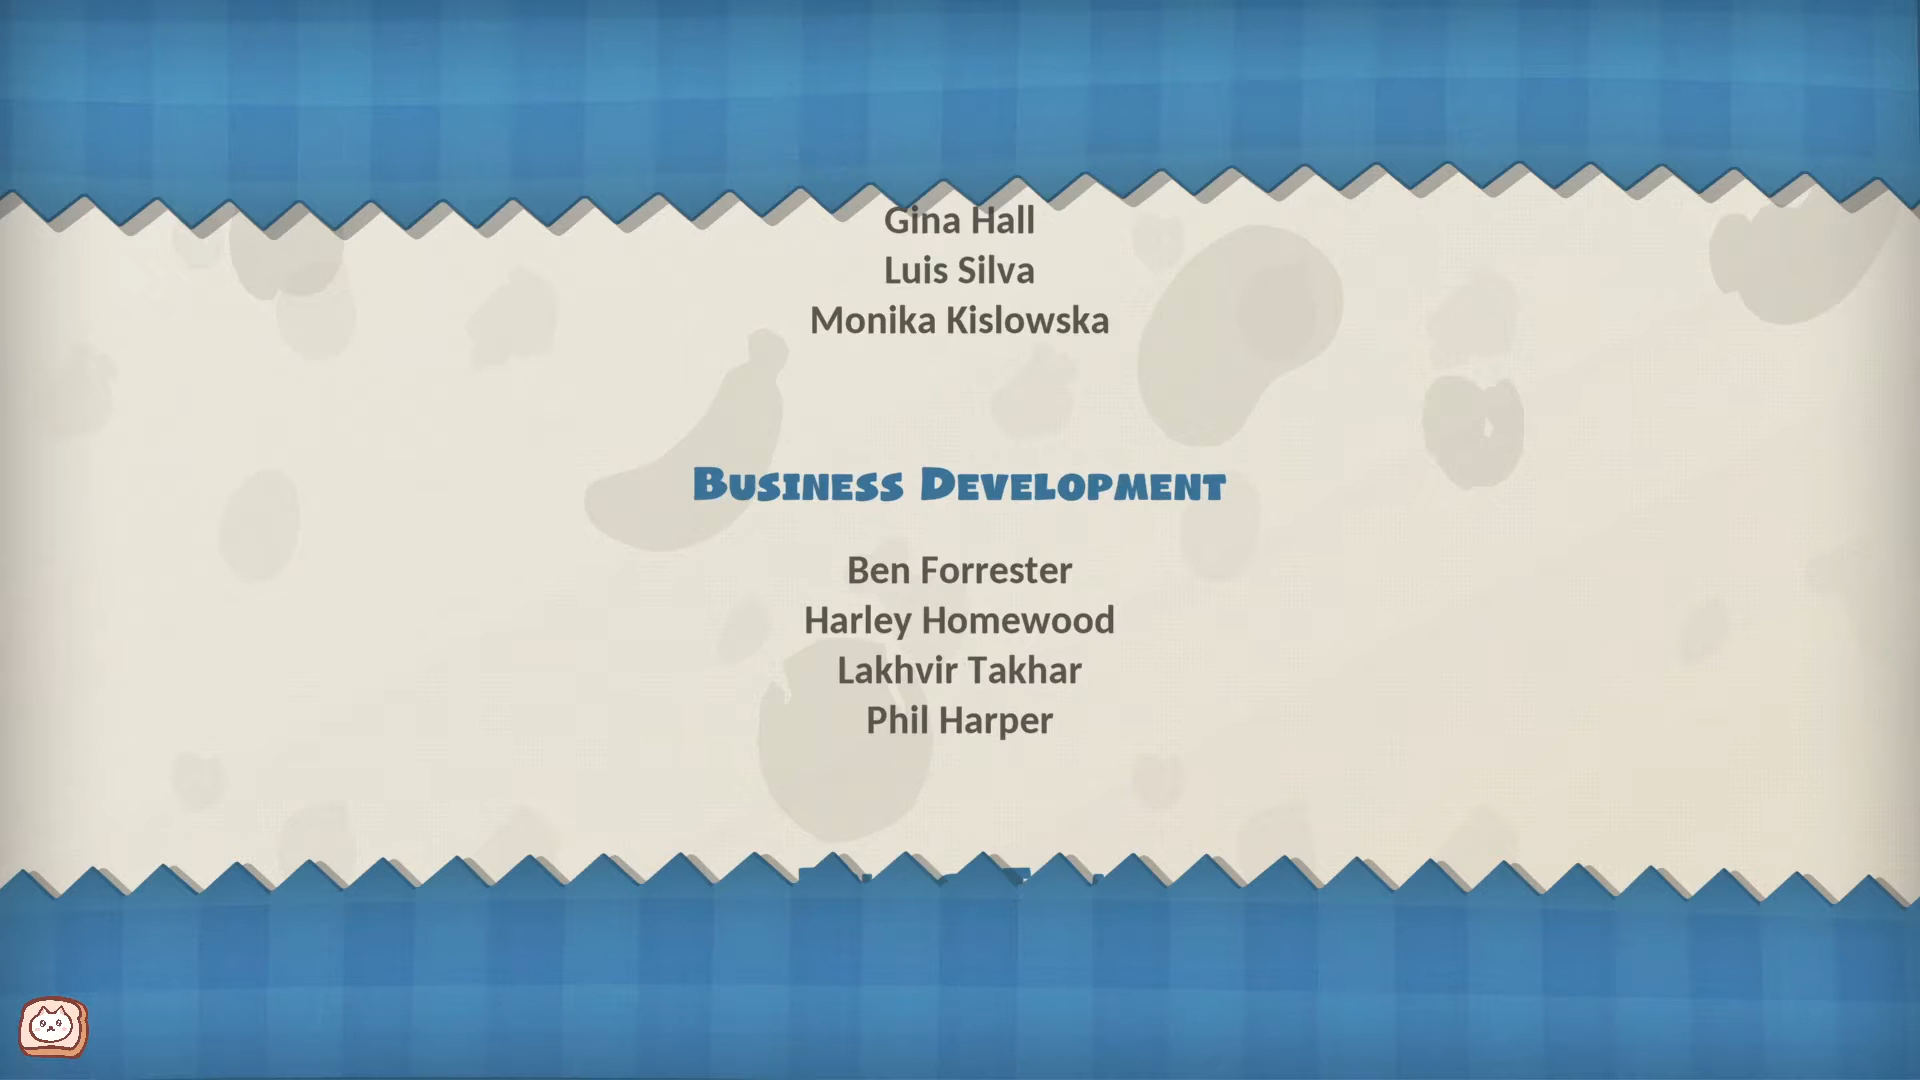 Gina Hall
Luis Silva
Monika Kislowska
Business Development
Ben Forrester
Harley Homewood
Lakhvir Takhar
Phil Harper